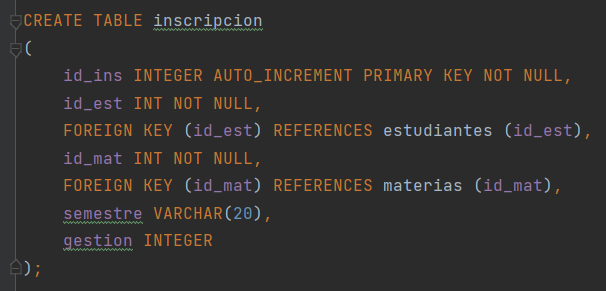 CREATE TABLE inscripcion
(
    id_ins INTEGER AUTO_INCREMENT PRIMARY KEY NOT NULL,
    id_est INT NOT NULL,
    FOREIGN KEY (id_est) REFERENCES estudiantes (id_est),
    id_mat INT NOT NULL,
    FOREIGN KEY (id_mat) REFERENCES materias (id_mat),
    semestre VARCHAR(20),
    gestion INTEGER
);